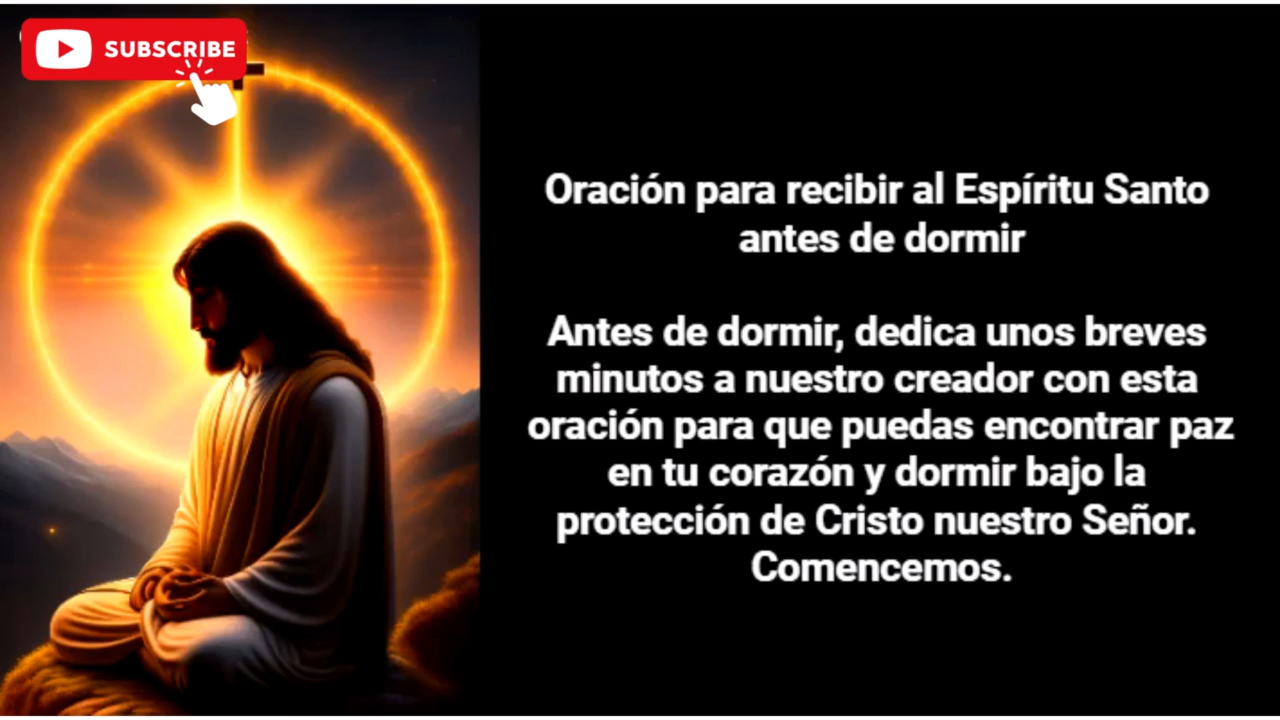 SUBSCRIBE
Oración para recibir al Espíritu Santo
antes de dormir
Antes de dormir, dedica unos breves
minutos a nuestro creador con esta
oración para que puedas encontrar paz
en tu corazón y dormir bajo la
protección de Cristo nuestro Señor.
Comencemos.